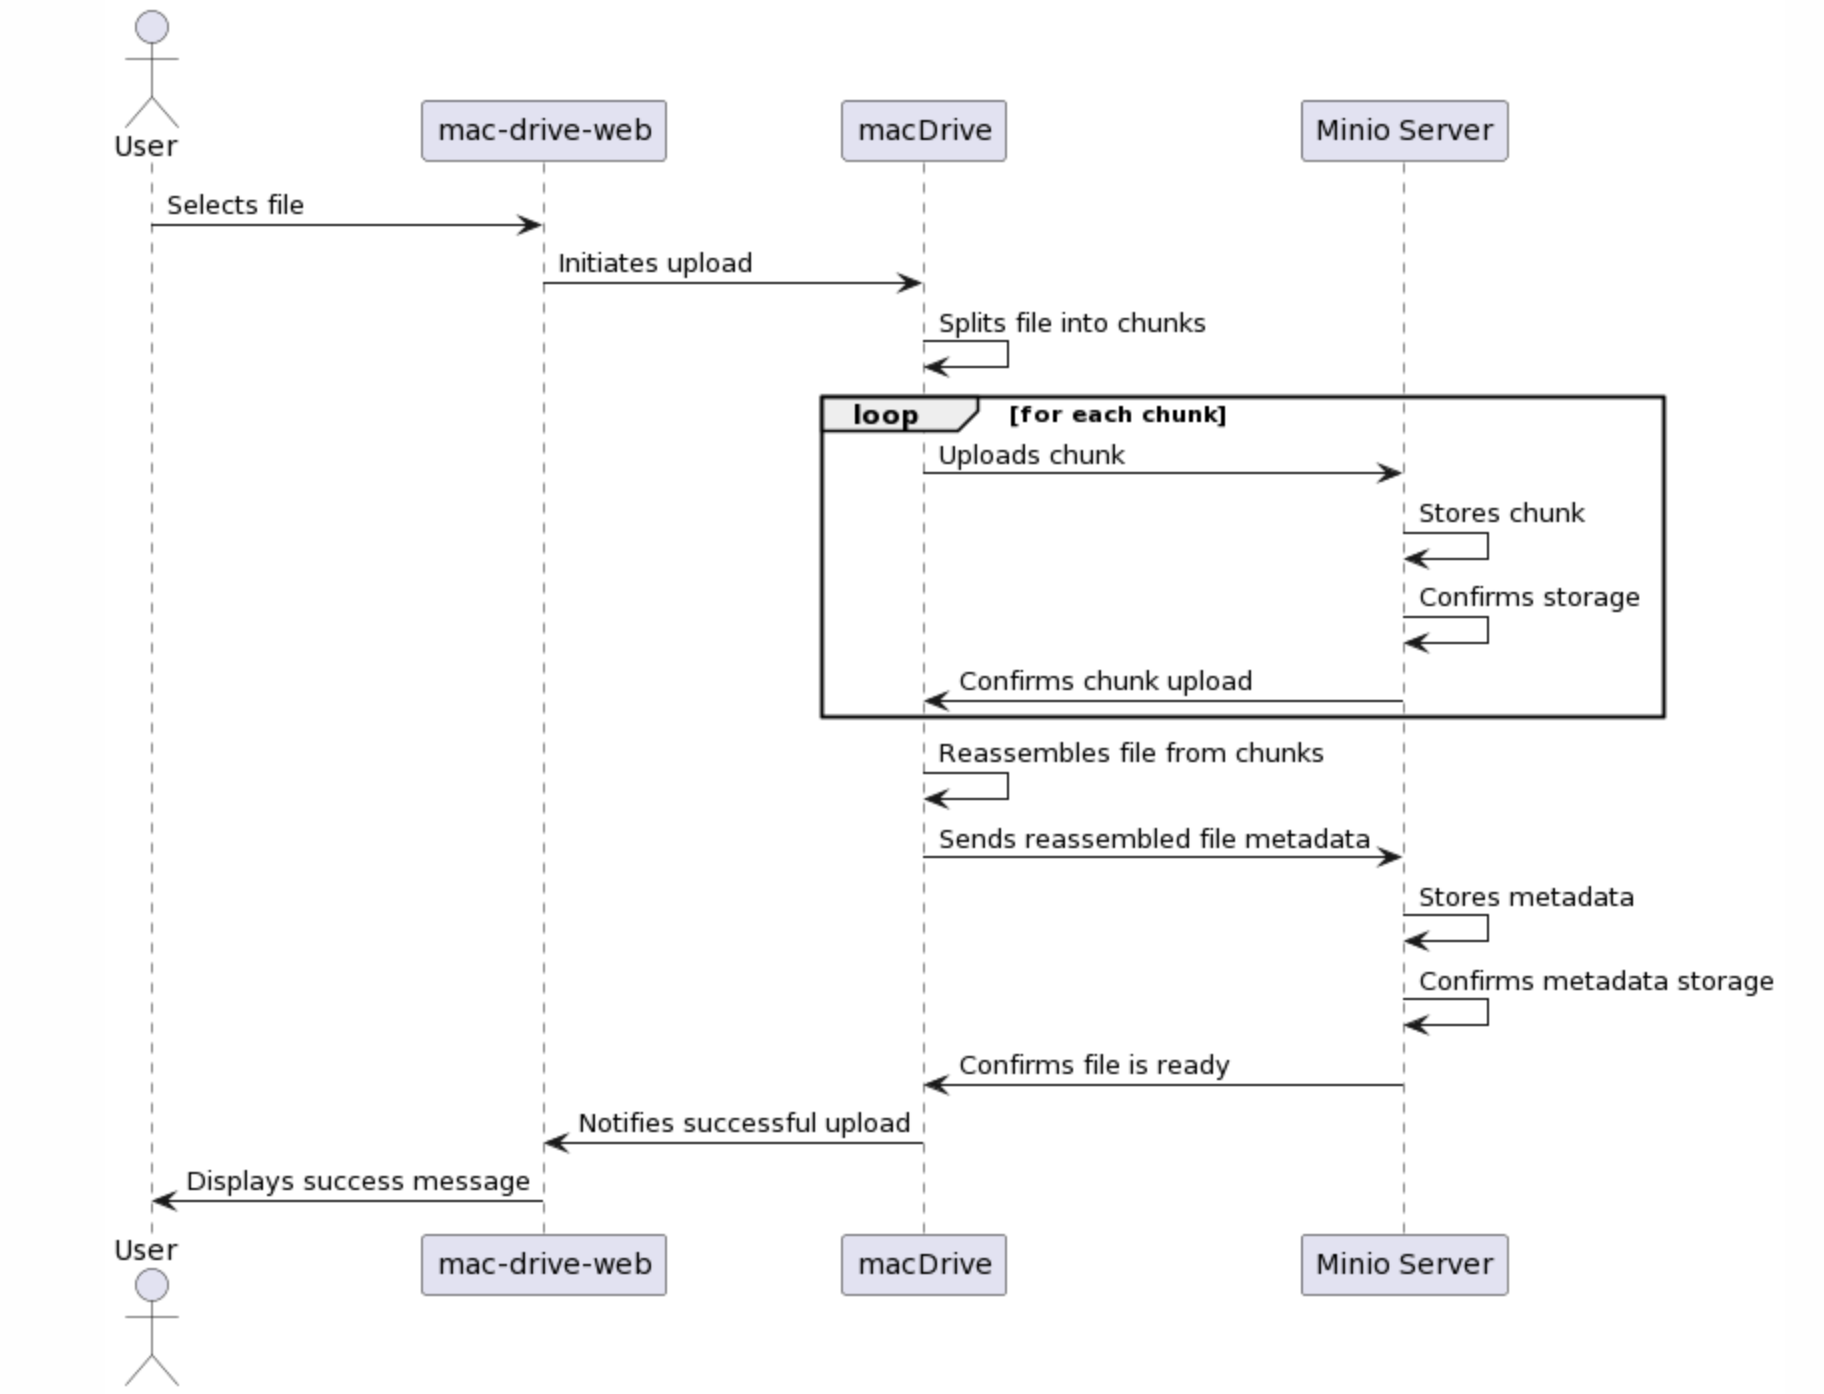 User
mac-drive-web
macDrive
Minio Server
Selects file
Initiates upload
Splits file into chunks
loop
[for each chunk]
Uploads chunk
Stores chunk
Confirms storage
Confirms chunk upload
Reassembles file from chunks
Sends reassembled file metadata
Stores metadata
Confirms metadata storage
Confirms file is ready
Notifies successful upload
Displays success message
User
mac-drive-web
macDrive
Minio Server